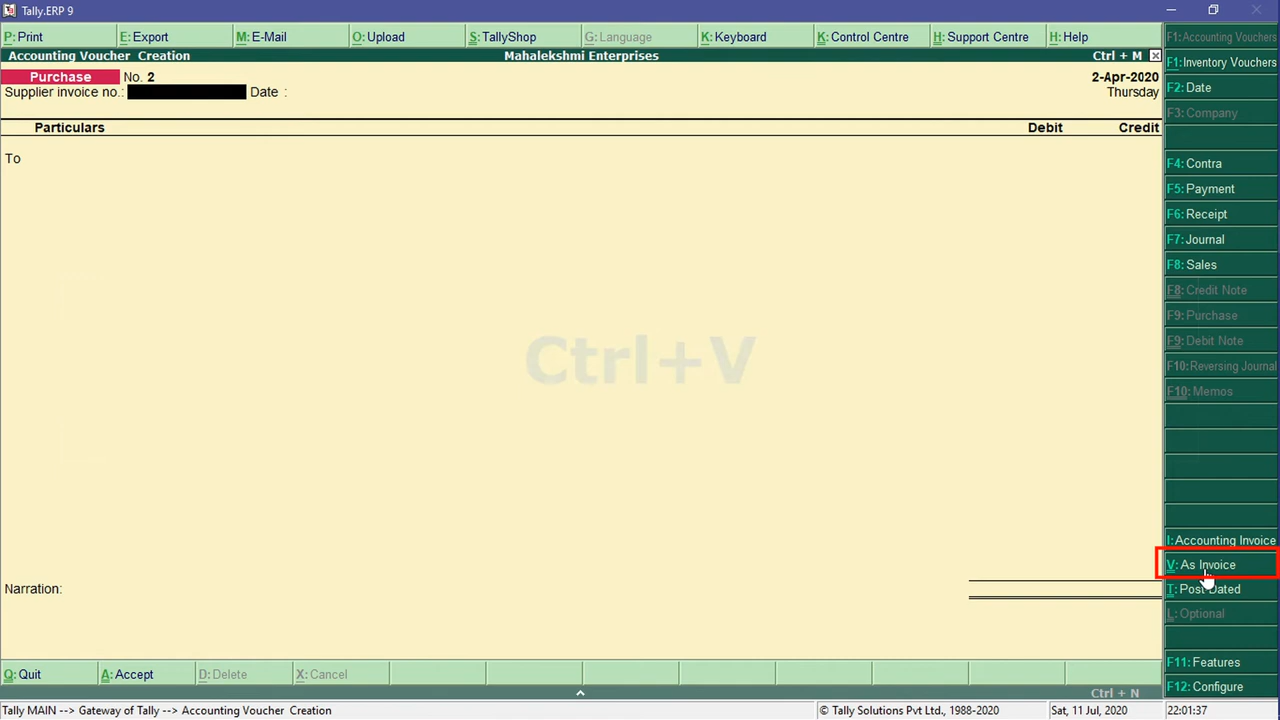 Tally.ERP 9
P: Print E: Export M: E-Mail O: Upload S: TallyShop G: Language K: Keyboard K: Control Centre H: Support Centre H: Help
Accounting Voucher Creation Mahalekshmi Enterprises Ctrl + M
Purchase No. 2 2-Apr-2020
Supplier invoice no.: Date : Thursday
Particulars Debit Credit
To
Ctrl+V
Narration:
F1: Accounting Vouchers
F1: Inventory Vouchers
F2: Date
F3: Company
F4: Contra
F5: Payment
F6: Receipt
F7: Journal
F8: Sales
F8: Credit Note
F9: Purchase
F9: Debit Note
F10: Reversing Journal
F10: Memos
I: Accounting Invoice
V: As Invoice
T: Post Dated
L: Optional
F11: Features
F12: Configure
Q: Quit A: Accept D: Delete X: Cancel
Ctrl + N
Tally MAIN --> Gateway of Tally --> Accounting Voucher Creation © Tally Solutions Pvt Ltd., 1988-2020 Sat, 11 Jul, 2020 22:01:37